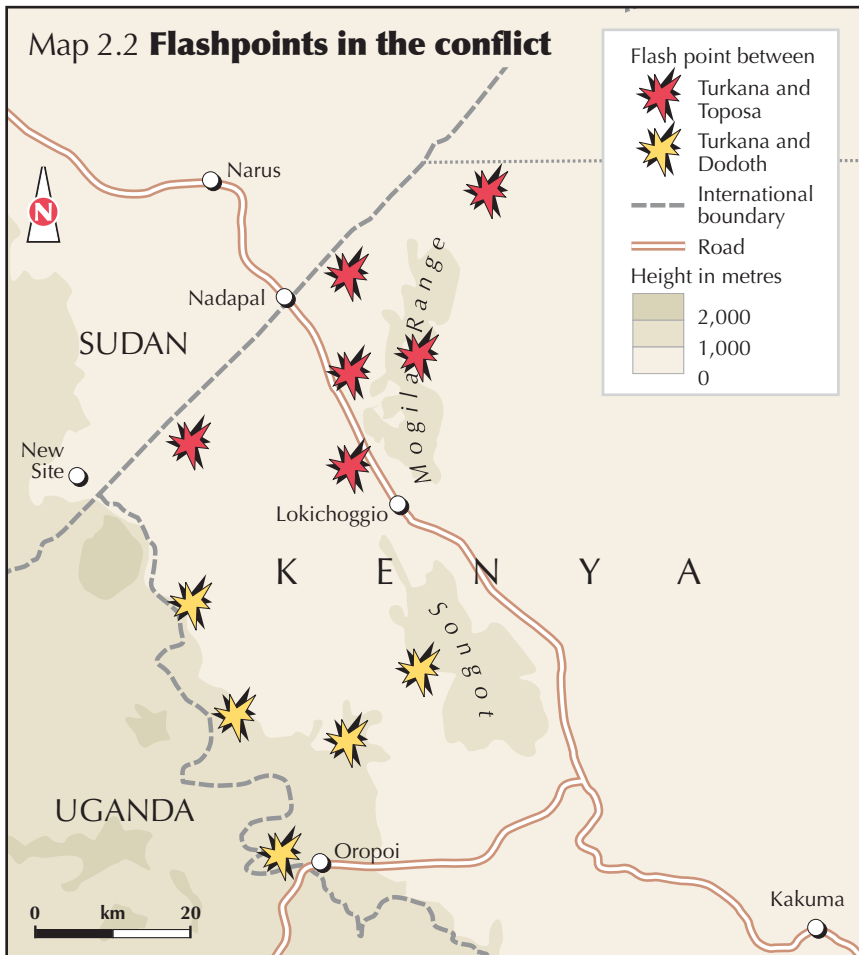 Map 2.2 Flashpoints in the conflict
Flash point between
Turkana and
Toposa
Turkana and
Dodoth
International
boundary
Road
Height in metres
2,000
1,000
0
N
Narus
Nadapal
SUDAN
Mogila Range
New
Site
Lokichoggio
KENYA
Songot
UGANDA
Oropoi
0 km 20
Kakuma